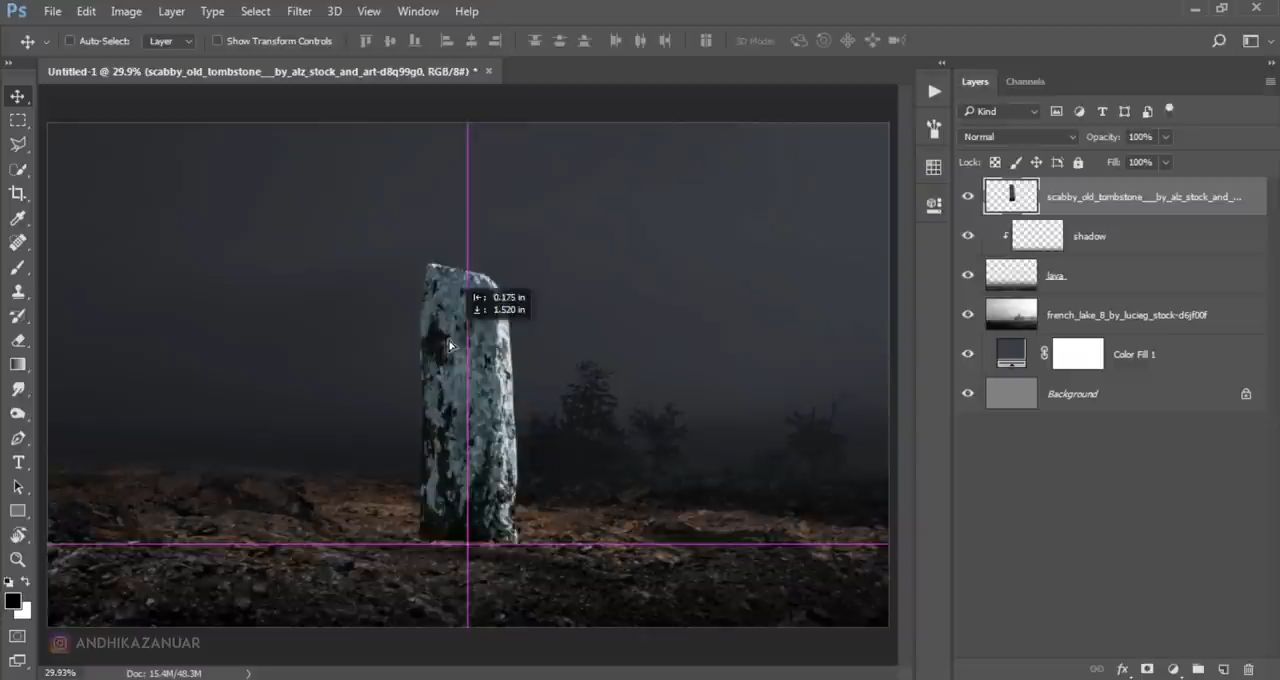 Ps File Edit Image Layer Type Select Filter 3D View Window Help
Auto-Select: Layer Show Transform Controls 3D Mode:
Untitled-1 @ 29.9% (scabby_old_tombstone___by_alz_stock_and_art-d8q99g0, RGB/8#) *
Layers Channels
Kind
Normal Opacity: 100%
Lock: Fill: 100%
scabby_old_tombstone___by_alz_stock_and_-...
shadow
lava
french_lake_8_by_lucieg_stock-d6jf00f
Color Fill 1
Background
0.175 in
1.520 in
ANDHIKAZANUAR
29.93% Doc: 15.4M/48.3M